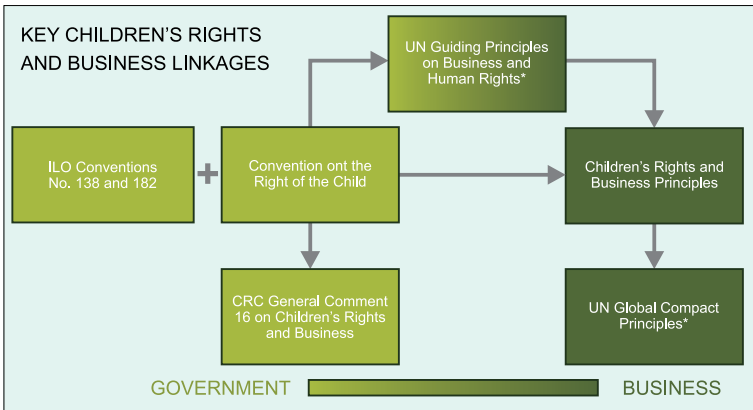 KEY CHILDREN'S RIGHTS
AND BUSINESS LINKAGES
UN Guiding Principles
on Business and
Human Rights*
ILO Conventions
No. 138 and 182
+
Convention ont the
Right of the Child
Children's Rights and
Business Principles
CRC General Comment
16 on Children's Rights
and Business
UN Global Compact
Principles*
GOVERNMENT
BUSINESS